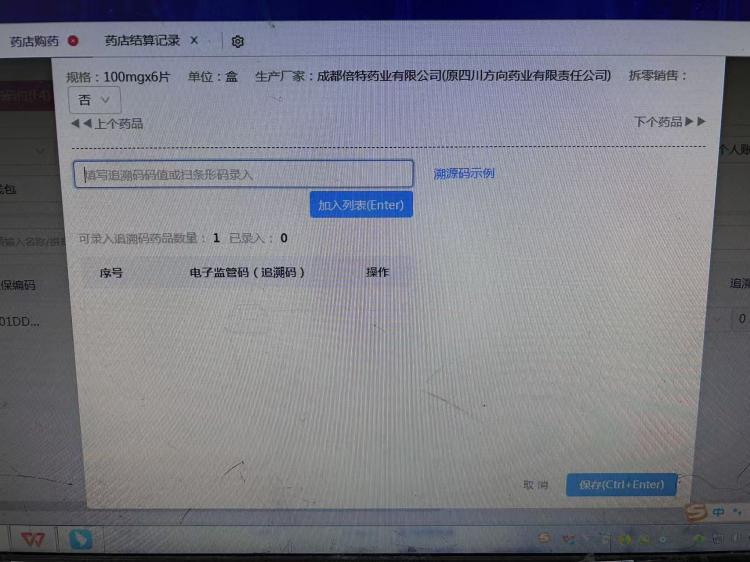 药店购药
药店结算记录 ×
规格：100mgx6片 单位：盒 生产厂家：成都倍特药业有限公司(原四川方向药业有限责任公司) 拆零销售：
否
◀◀上个药品
下个药品▶▶
个人账
填写追溯码码值或扫条形码录入
溯源码示例
钱包
加入列表(Enter)
可录入追溯码药品数量：1 已录入：0
请输入名称/拼
序号 电子监管码（追溯码） 操作
保编码
追溯
01DD...
0
取消
保存(Ctrl+Enter)
中